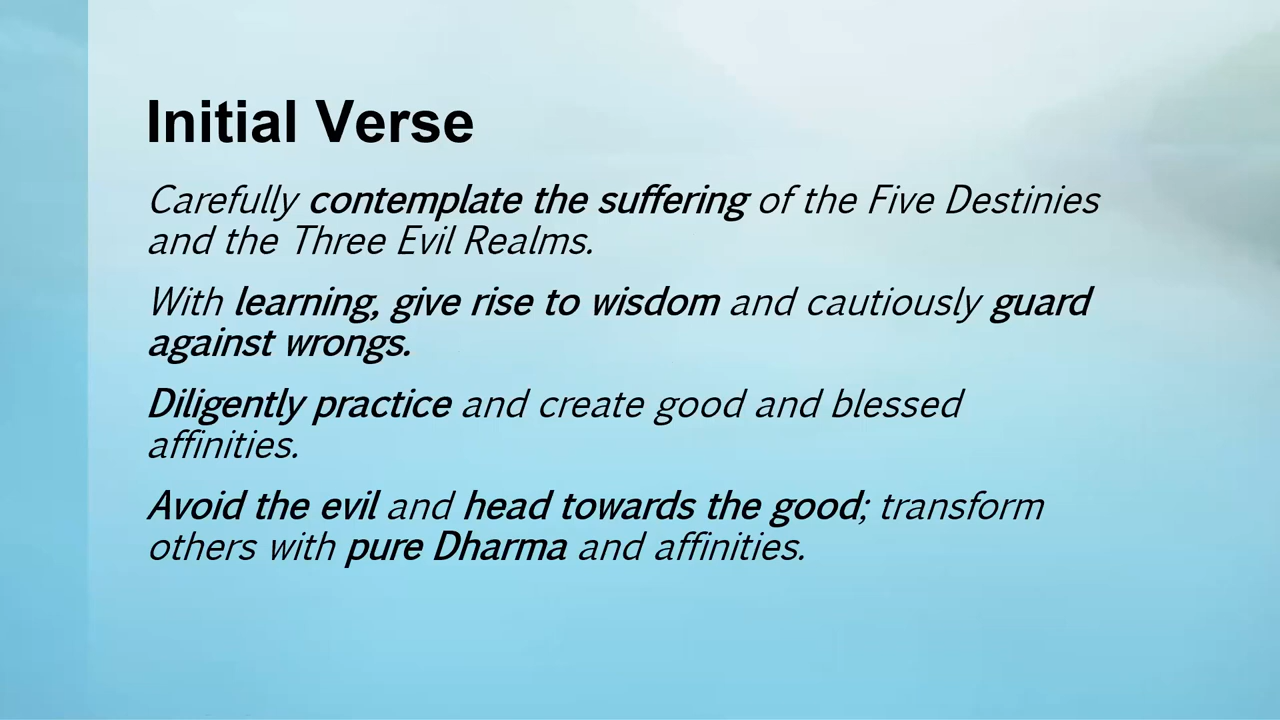 Initial Verse
Carefully contemplate the suffering of the Five Destinies
and the Three Evil Realms.
With learning, give rise to wisdom and cautiously guard
against wrongs.
Diligently practice and create good and blessed
affinities.
Avoid the evil and head towards the good; transform
others with pure Dharma and affinities.